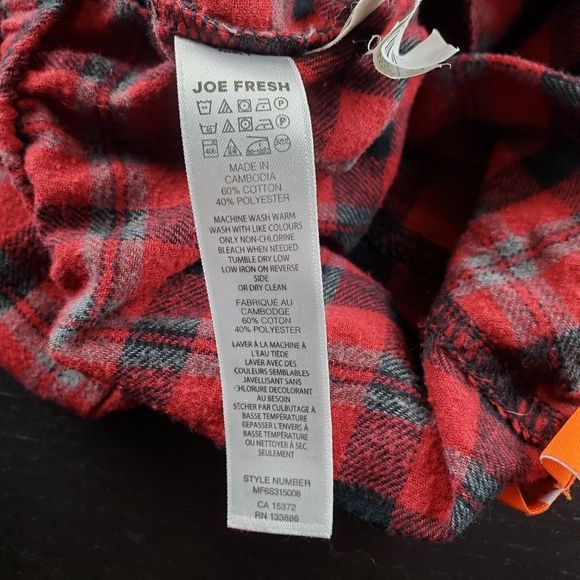 JOE FRESH
MADE IN
CAMBODIA
60% COTTON
40% POLYESTER
MACHINE WASH WARM
WASH WITH LIKE COLOURS
ONLY NON-CHLORINE
BLEACH WHEN NEEDED
TUMBLE DRY LOW
LOW IRON ON REVERSE
SIDE
OR DRY CLEAN
FABRIQUÉ AU
CAMBODGE
60% COTON
40% POLYESTER
LAVER À LA MACHINE À
L'EAU TIÈDE
LAVER AVEC DES
COULEURS SEMBLABLES
JAVELLISANT SANS
CHLORURE DECOLORANT
AU BESOIN
SÉCHER PAR CULBUTAGE À
BASSE TEMPÉRATURE
REPASSER L'ENVERS À
BASSE TEMPÉRATURE
OU NETTOYER À SEC
SEULEMENT
STYLE NUMBER
MF6S315008
CA 15372
RN 133886